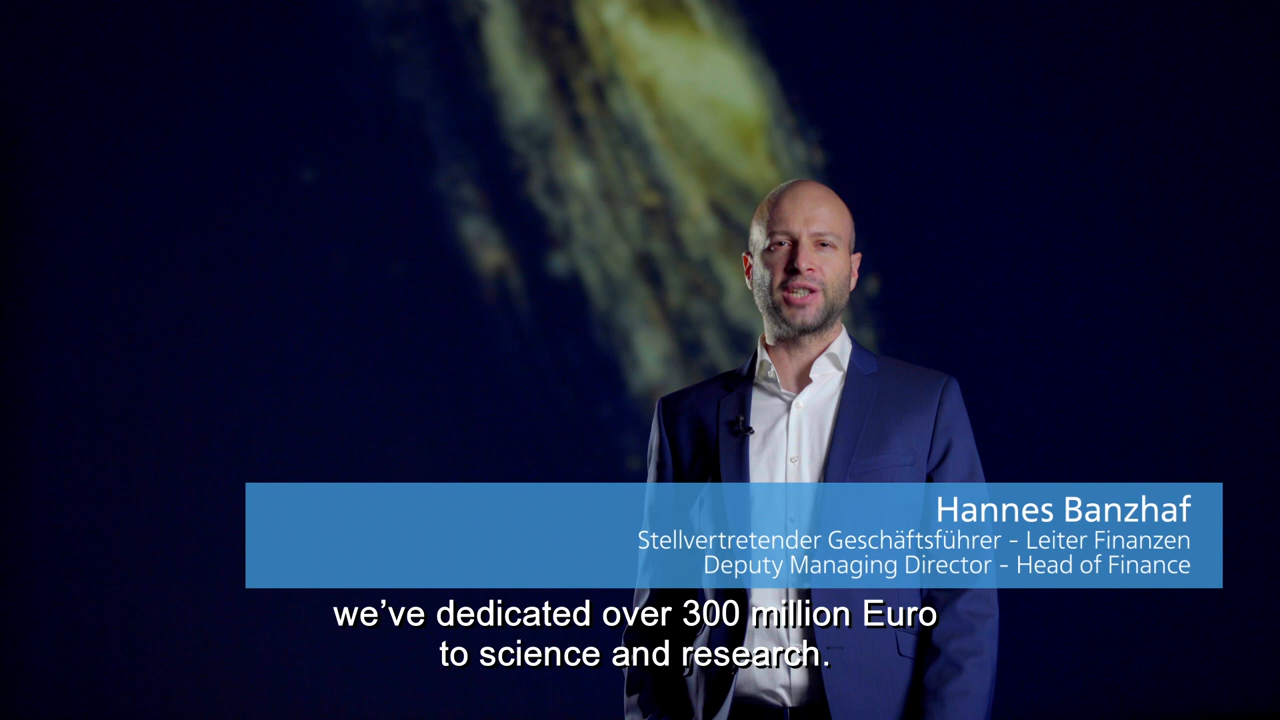 Hannes Banzhaf
Stellvertretender Geschäftsführer – Leiter Finanzen
Deputy Managing Director – Head of Finance
we’ve dedicated over 300 million Euro
to science and research.